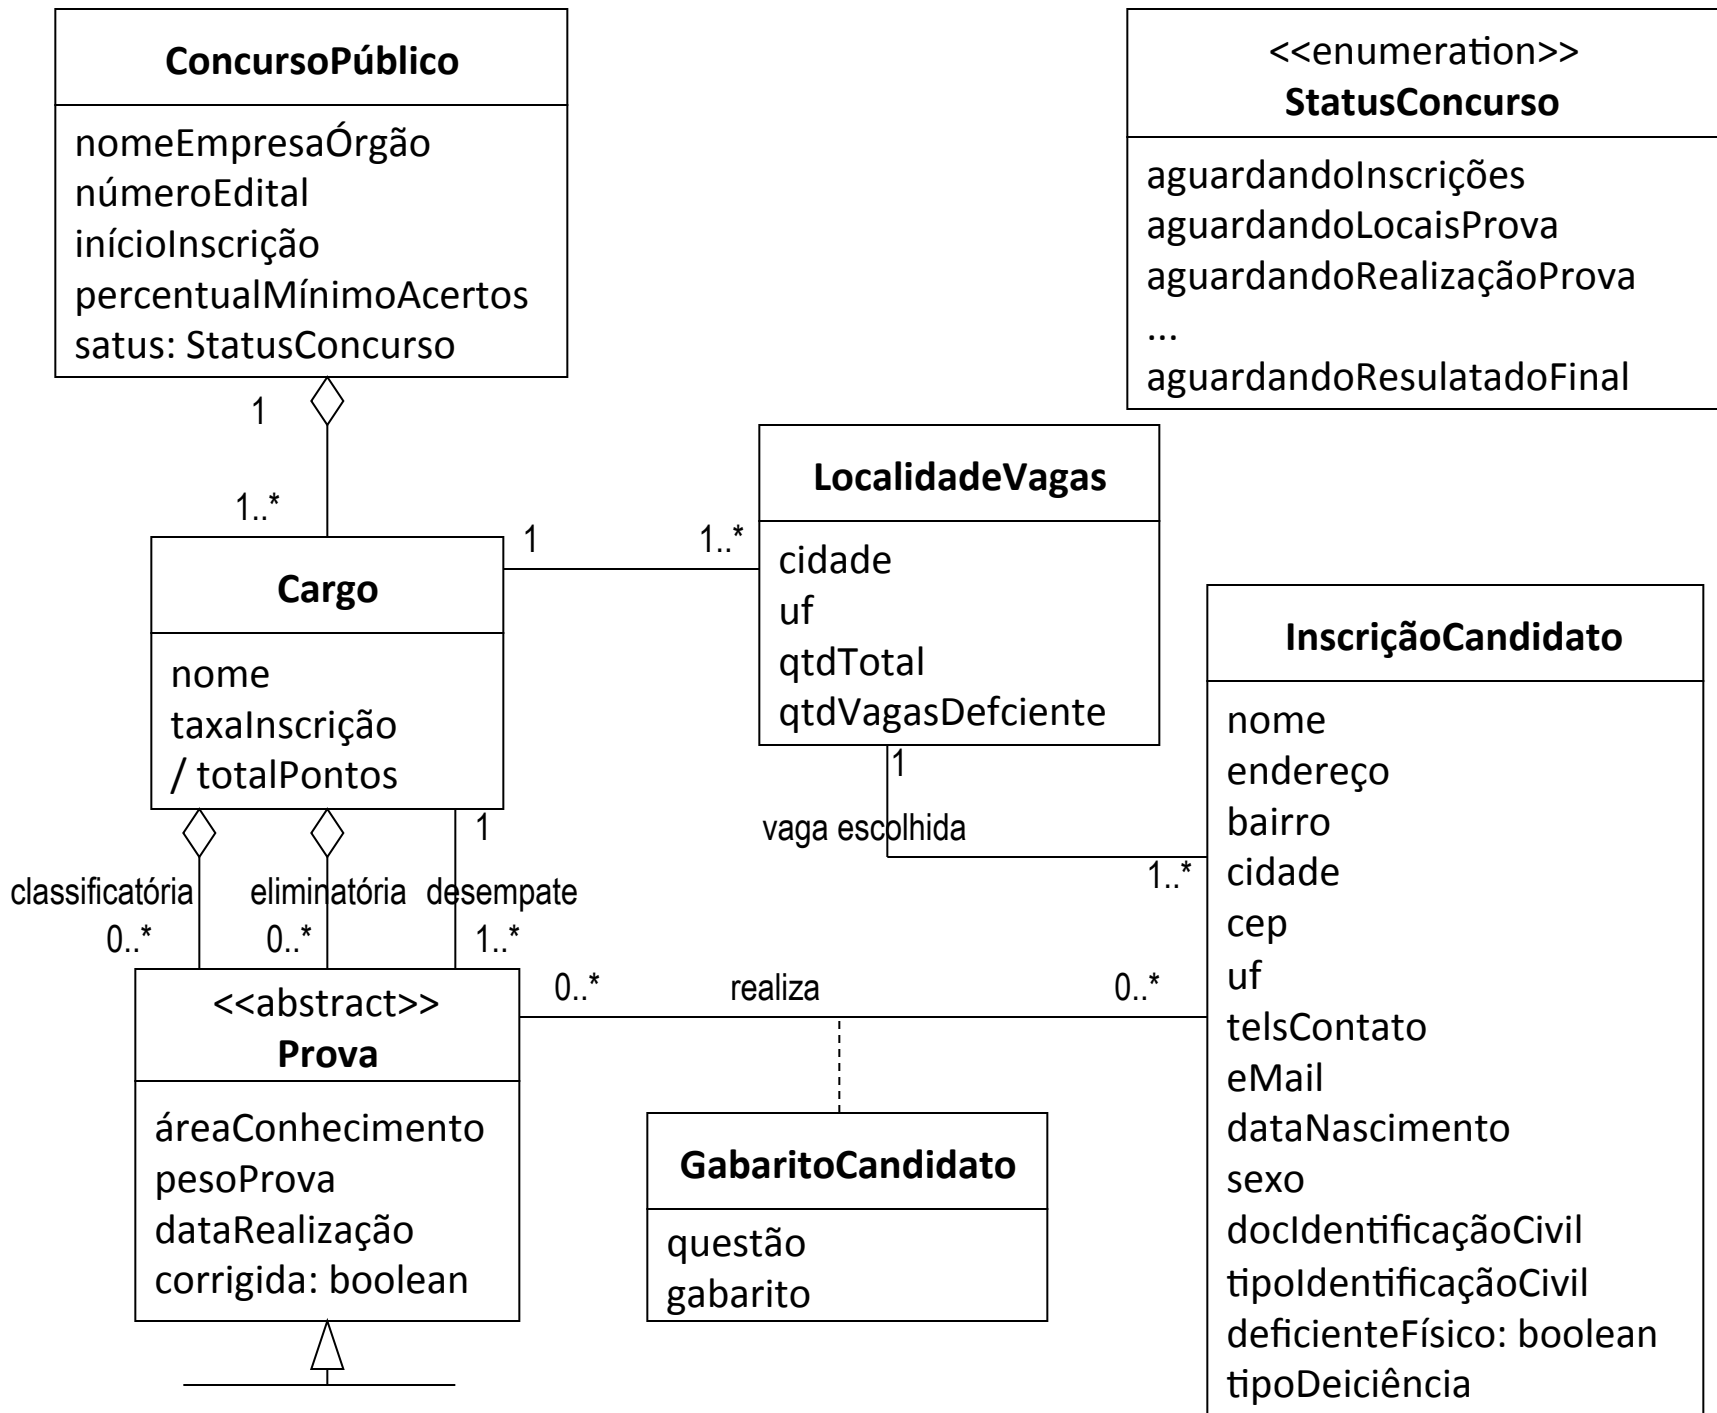 ConcursoPúblico
nomeEmpresaÓrgão
númeroEdital
inícioInscrição
percentualMínimoAcertos
satus: StatusConcurso
<<enumeration>>
StatusConcurso
aguardandoInscrições
aguardandoLocaisProva
aguardandoRealizaçãoProva
...
aguardandoResulatadoFinal
1
1..*
Cargo
nome
taxaInscrição
/ totalPontos
1
1..*
LocalidadeVagas
cidade
uf
qtdTotal
qtdVagasDefciente
1
vaga escolhida
1..*
InscriçãoCandidato
nome
endereço
bairro
cidade
cep
uf
telsContato
eMail
dataNascimento
sexo
docIdentificaçãoCivil
tipoIdentificaçãoCivil
deficienteFísico: boolean
tipoDeiciência
1
classificatória
eliminatória
desempate
0..*
0..*
1..*
<<abstract>>
Prova
áreaConhecimento
pesoProva
dataRealização
corrigida: boolean
0..*
realiza
0..*
GabaritoCandidato
questão
gabarito